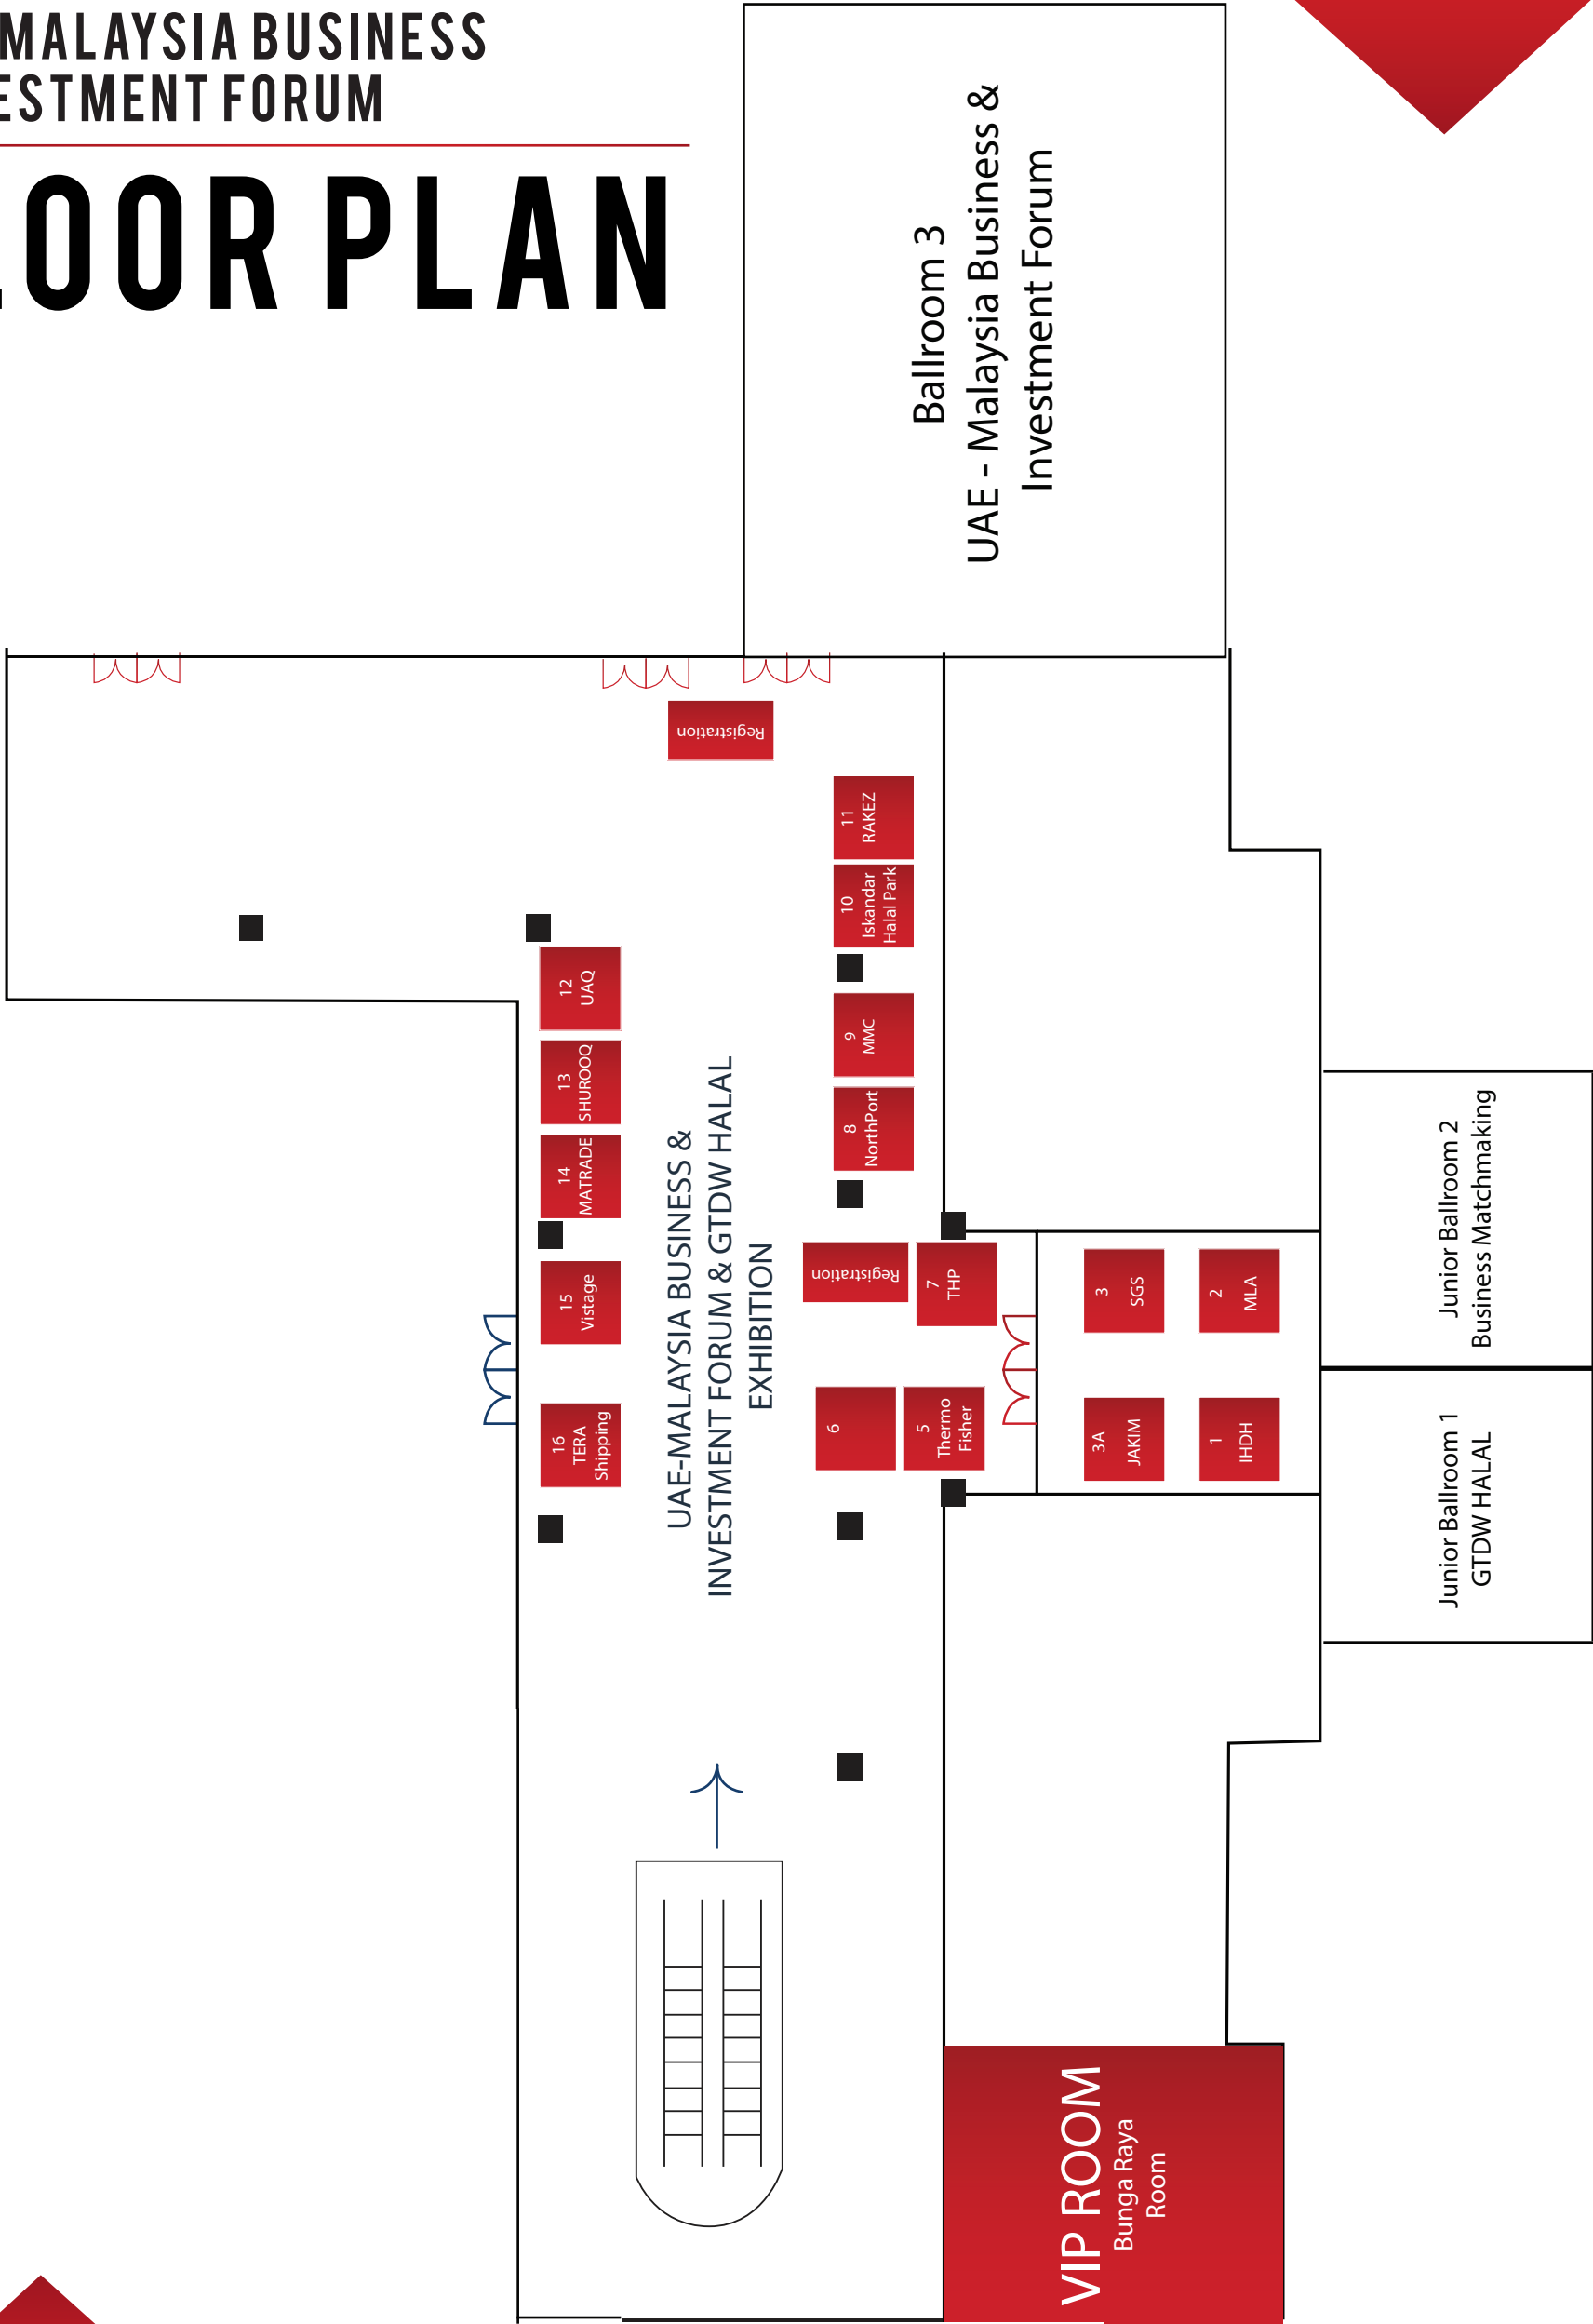 MALAYSIA BUSINESS
ESTMENT FORUM
OOR PLAN
Ballroom 3
UAE - Malaysia Business &
Investment Forum
Registration
11
RAKEZ
10
Iskandar
Halal Park
12
UAQ
9
MMC
13
SHUROOQ
8
NorthPort
14
MATRADE
UAE-MALAYSIA BUSINESS &
INVESTMENT FORUM & GTDW HALAL
EXHIBITION
Registration
7
THP
15
Vistage
3
SGS
2
MLA
Junior Ballroom 2
Business Matchmaking
16
TERA
Shipping
6
5
Thermo
Fisher
3A
JAKIM
1
IHDH
Junior Ballroom 1
GTDW HALAL
VIP ROOM
Bunga Raya
Room